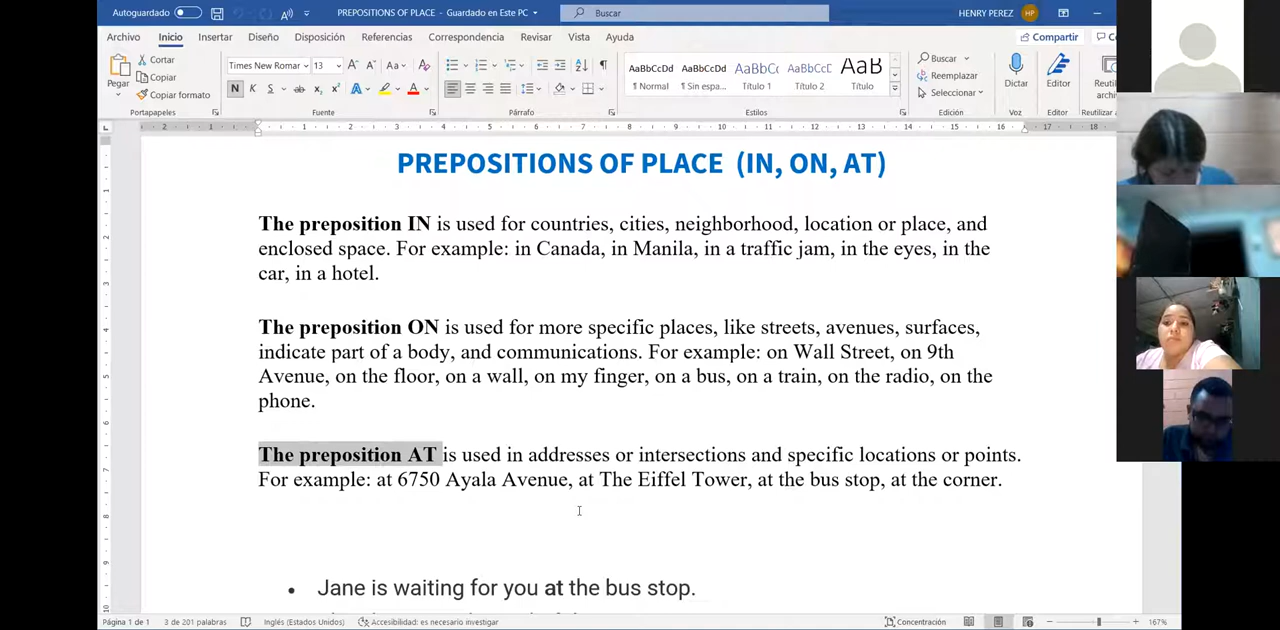 Autoguardado
PREPOSITIONS OF PLACE - Guardado en Este PC
Buscar
HENRY PEREZ HP
Archivo Inicio Insertar Diseño Disposición Referencias Correspondencia Revisar Vista Ayuda
Compartir
Pegar
Cortar
Copiar
Copiar formato
Portapapeles
Times New Roman 13
N K S
Fuente
Párrafo
AaBbCcDd AaBbCcDd AaBbCc AaBbCcD AaB
¶ Normal ¶ Sin espa... Título 1 Título 2 Título
Estilos
Buscar
Reemplazar
Seleccionar
Edición
Dictar
Voz
Editor
Editor
PREPOSITIONS OF PLACE (IN, ON, AT)
The preposition IN is used for countries, cities, neighborhood, location or place, and
enclosed space. For example: in Canada, in Manila, in a traffic jam, in the eyes, in the
car, in a hotel.
The preposition ON is used for more specific places, like streets, avenues, surfaces,
indicate part of a body, and communications. For example: on Wall Street, on 9th
Avenue, on the floor, on a wall, on my finger, on a bus, on a train, on the radio, on the
phone.
The preposition AT is used in addresses or intersections and specific locations or points.
For example: at 6750 Ayala Avenue, at The Eiffel Tower, at the bus stop, at the corner.
• Jane is waiting for you at the bus stop.
Página 1 de 1 3 de 201 palabras Inglés (Estados Unidos) Accesibilidad: es necesario investigar Concentración 167%